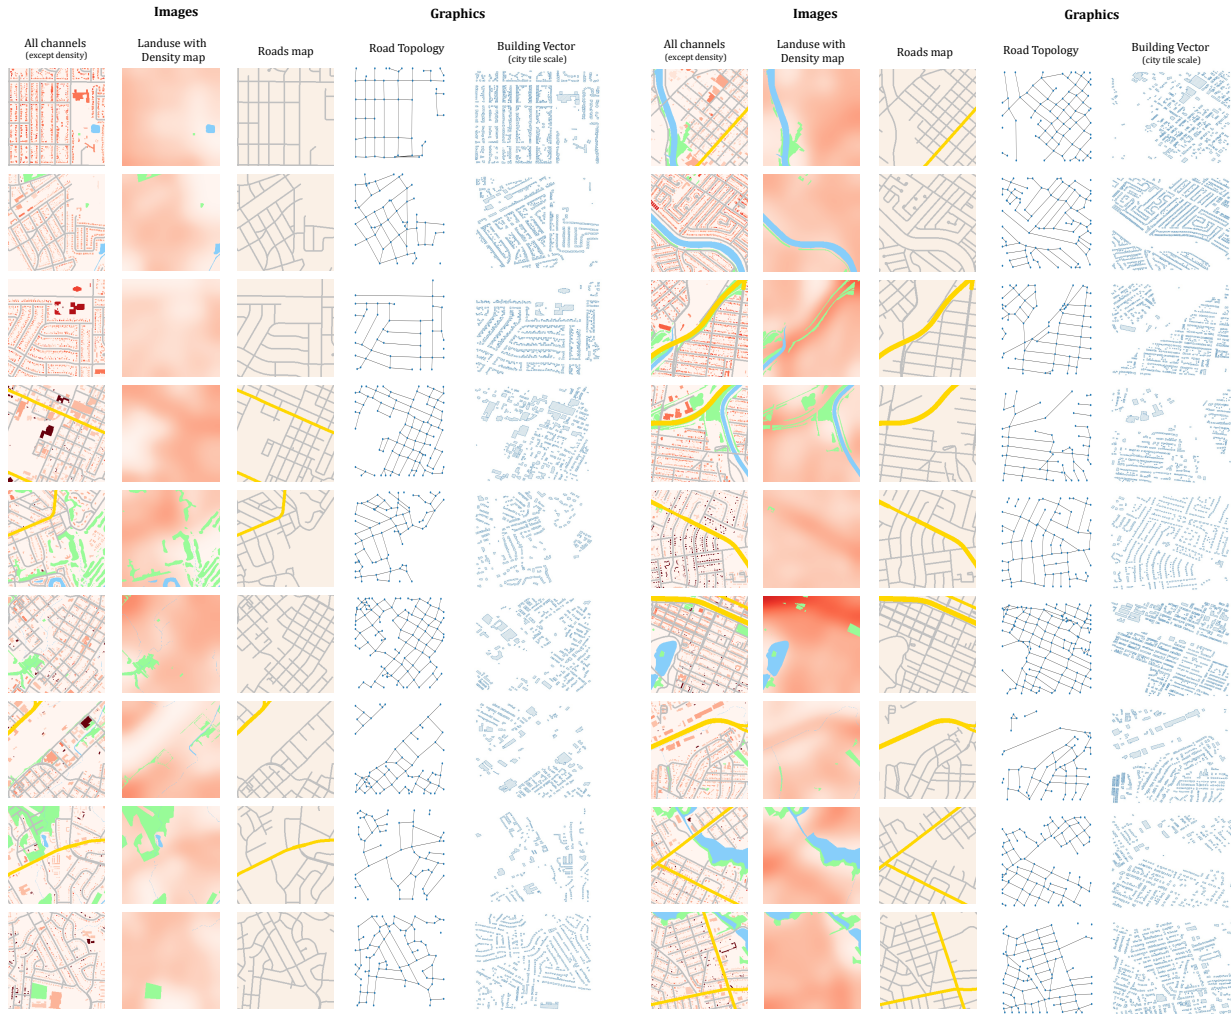 Images
Graphics
All channels
(except density)
Landuse with
Density map
Roads map
Road Topology
Building Vector
(city tile scale)
Images
Graphics
All channels
(except density)
Landuse with
Density map
Roads map
Road Topology
Building Vector
(city tile scale)